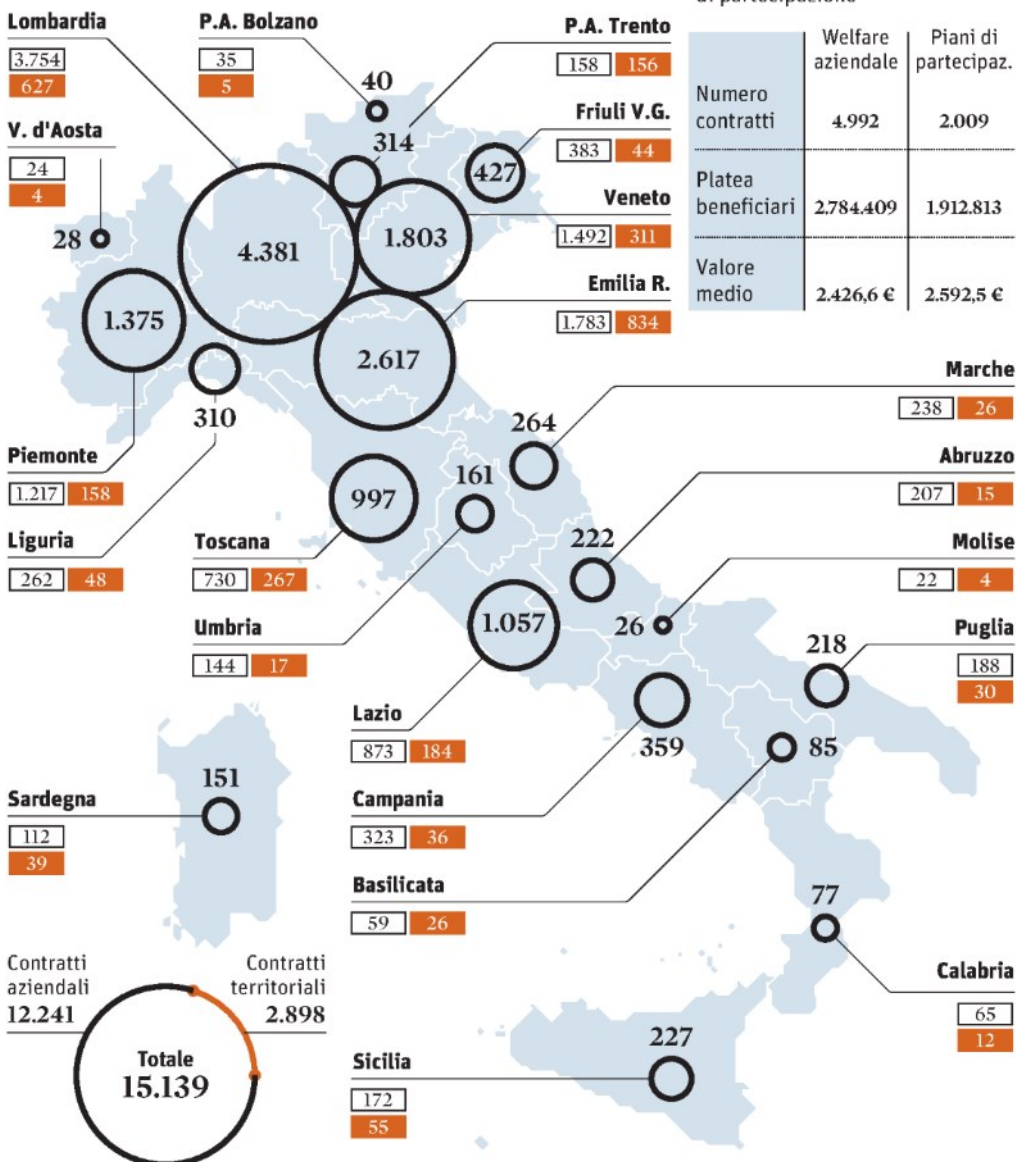 di partecipazione
Lombardia
3.754
627
P.A. Bolzano
35
5
40
P.A. Trento
158 156
314
V. d'Aosta
24
4
28
Friuli V.G.
383 44
427
Veneto
1.492 311
1.803
4.381
Emilia R.
1.783 834
2.617
1.375
310
Piemonte
1.217 158
Liguria
262 48
Toscana
730 267
997
Umbria
144 17
161
264
Marche
238 26
Abruzzo
207 15
222
Molise
22 4
26
Puglia
188
30
218
1.057
Lazio
873 184
359
Campania
323 36
85
Basilicata
59 26
151
Sardegna
112
39
77
Calabria
65
12
227
Sicilia
172
55
Welfare
aziendale
Piani di
partecipaz.
Numero
contratti
4.992
2.009
Platea
beneficiari
2.784.409
1.912.813
Valore
medio
2.426,6 €
2.592,5 €
Contratti
aziendali
12.241
Contratti
territoriali
2.898
Totale
15.139